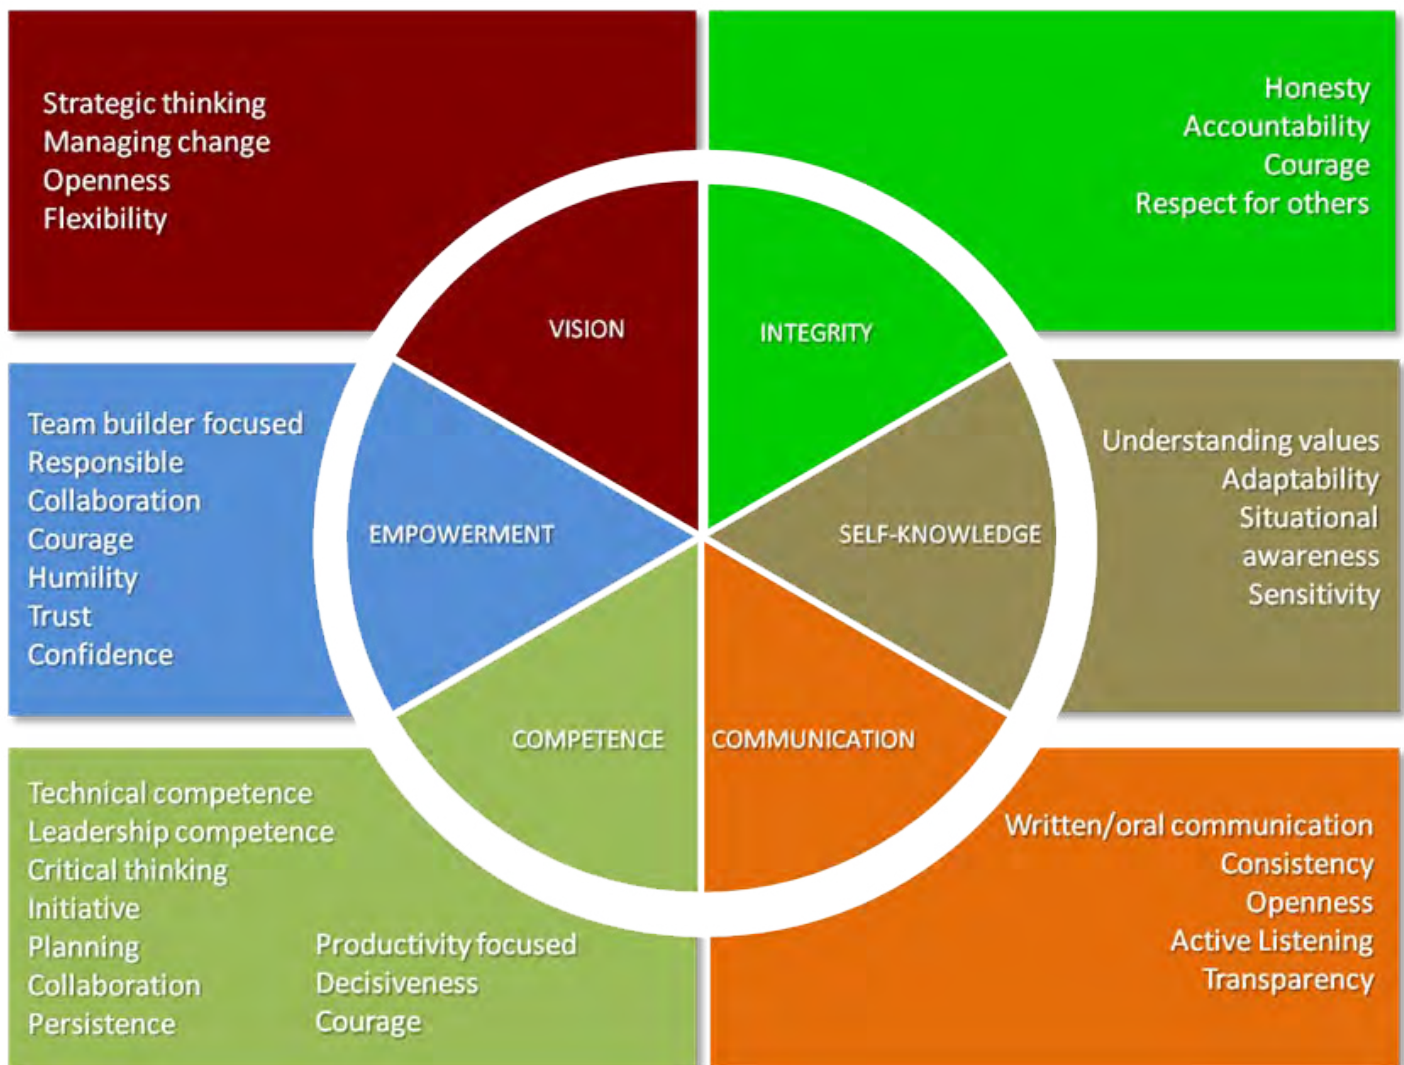 Strategic thinking
Managing change
Openness
Flexibility
Honesty
Accountability
Courage
Respect for others
VISION
INTEGRITY
Team builder focused
Responsible
Collaboration
Courage
Humility
Trust
Confidence
EMPOWERMENT
SELF-KNOWLEDGE
Understanding values
Adaptability
Situational
awareness
Sensitivity
COMPETENCE
COMMUNICATION
Technical competence
Leadership competence
Critical thinking
Initiative
Planning
Collaboration
Persistence
Productivity focused
Decisiveness
Courage
Written/oral communication
Consistency
Openness
Active Listening
Transparency